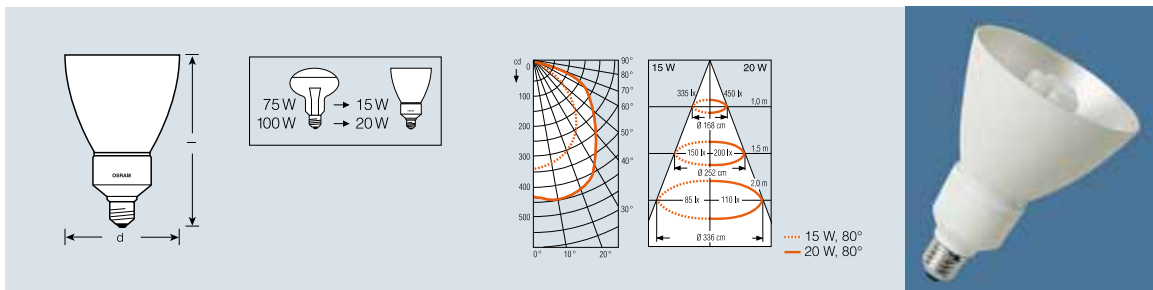 OSRAM
l
d
75 W → 15 W
100 W → 20 W
cd
0
100
200
300
400
500
90°
80°
70°
60°
50°
40°
30°
0° 10° 20°
15 W 20 W
335 lx 450 lx
1,0 m
Ø 168 cm
150 lx 200 lx
1,5 m
Ø 252 cm
2,0 m
85 lx 110 lx
Ø 336 cm
15 W, 80°
20 W, 80°